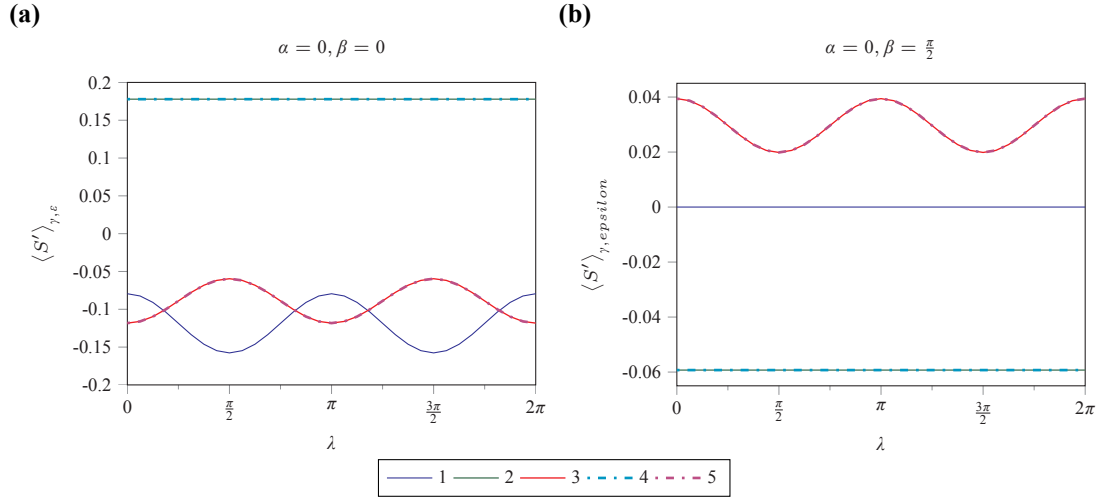 (a)
α = 0, β = 0
0.2
0.15
0.1
0.05
0
-0.05
-0.1
-0.15
-0.2
⟨S′⟩γ,ε
0
π/2
π
3π/2
2π
λ
(b)
α = 0, β = π/2
0.04
0.02
0
-0.02
-0.04
-0.06
⟨S′⟩γ,epsilon
0
π/2
π
3π/2
2π
λ
1 2 3 4 5